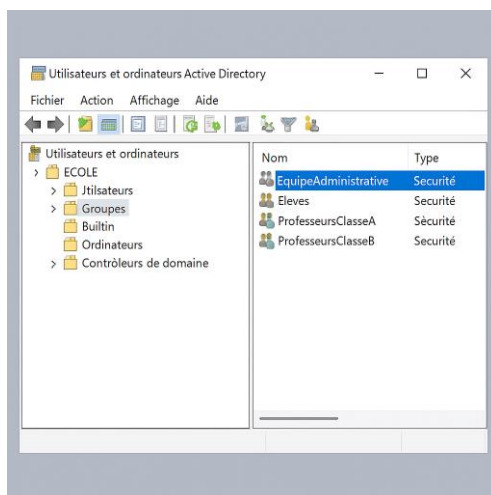 Utilisateurs et ordinateurs Active Directory
Fichier Action Affichage Aide
Utilisateurs et ordinateurs
ECOLE
Jtilsateurs
Groupes
Builtin
Ordinateurs
Contrôleurs de domaine
Nom Type
EquipeAdministrative Securité
Eleves Securité
ProfesseursClasseA Sècurité
ProfesseursClasseB Securité